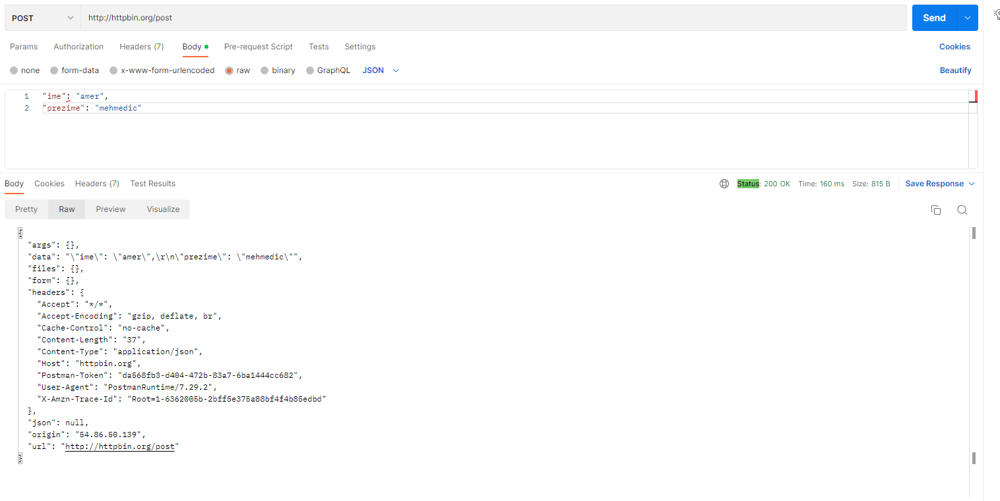 POST http://httpbin.org/post Send
Params Authorization Headers (7) Body Pre-request Script Tests Settings Cookies
none form-data x-www-form-urlencoded raw binary GraphQL JSON Beautify
1 "ime": "amer",
2 "prezime": "mehmedic"
Body Cookies Headers (7) Test Results Status: 200 OK Time: 160 ms Size: 815 B Save Response
Pretty Raw Preview Visualize
{
"args": {},
"data": "\"ime\": \"amer\",\r\n\"prezime\": \"mehmedic\"",
"files": {},
"form": {},
"headers": {
"Accept": "*/*",
"Accept-Encoding": "gzip, deflate, br",
"Cache-Control": "no-cache",
"Content-Length": "37",
"Content-Type": "application/json",
"Host": "httpbin.org",
"Postman-Token": "da568fb3-d404-472b-83a7-6ba1444cc682",
"User-Agent": "PostmanRuntime/7.29.2",
"X-Amzn-Trace-Id": "Root=1-6362005b-2bff5e375a88bf4f4b85edbd"
},
"json": null,
"origin": "54.86.50.139",
"url": "http://httpbin.org/post"
}